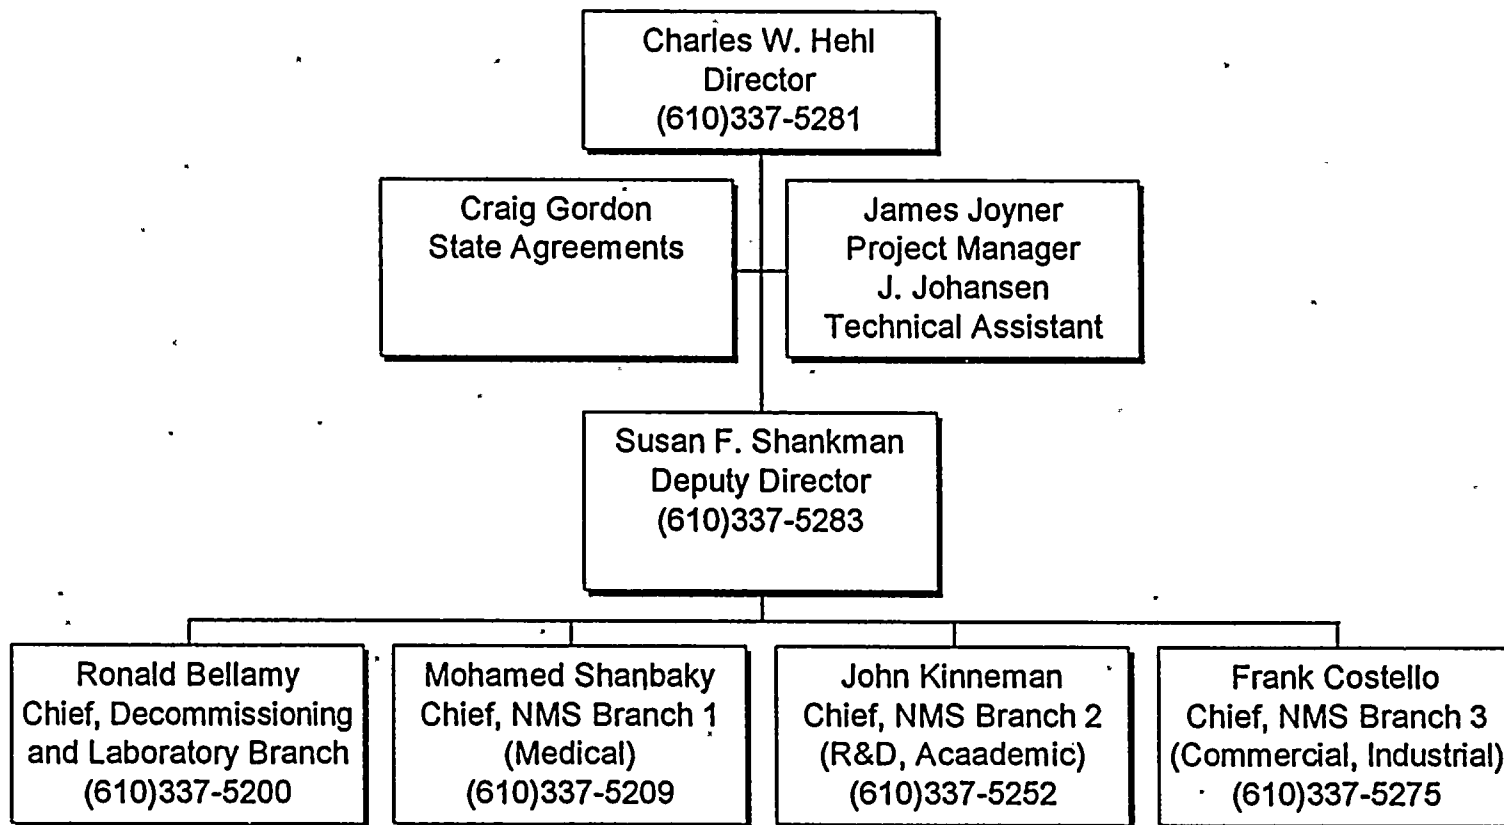 Charles W. Hehl
Director
(610)337-5281
Craig Gordon
State Agreements
James Joyner
Project Manager
J. Johansen
Technical Assistant
Susan F. Shankman
Deputy Director
(610)337-5283
Ronald Bellamy
Chief, Decommissioning
and Laboratory Branch
(610)337-5200
Mohamed Shanbaky
Chief, NMS Branch 1
(Medical)
(610)337-5209
John Kinneman
Chief, NMS Branch 2
(R&D, Acaademic)
(610)337-5252
Frank Costello
Chief, NMS Branch 3
(Commercial, Industrial)
(610)337-5275